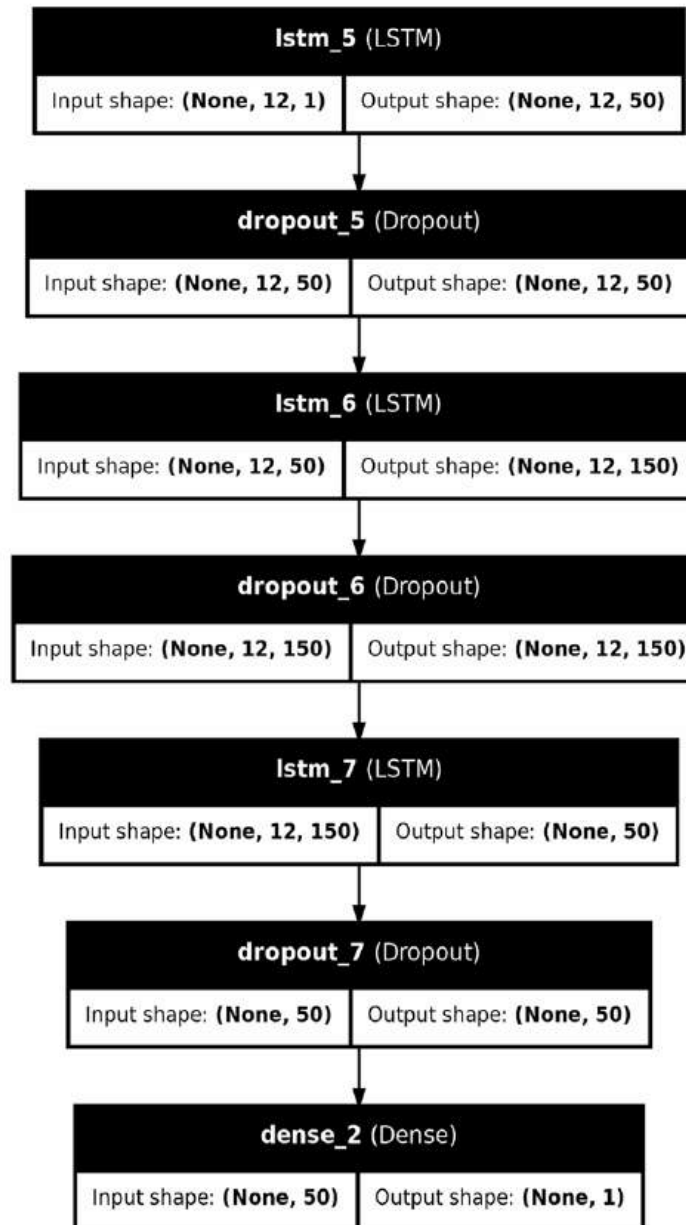 lstm_5 (LSTM)
Input shape: (None, 12, 1) Output shape: (None, 12, 50)
dropout_5 (Dropout)
Input shape: (None, 12, 50) Output shape: (None, 12, 50)
lstm_6 (LSTM)
Input shape: (None, 12, 50) Output shape: (None, 12, 150)
dropout_6 (Dropout)
Input shape: (None, 12, 150) Output shape: (None, 12, 150)
lstm_7 (LSTM)
Input shape: (None, 12, 150) Output shape: (None, 50)
dropout_7 (Dropout)
Input shape: (None, 50) Output shape: (None, 50)
dense_2 (Dense)
Input shape: (None, 50) Output shape: (None, 1)